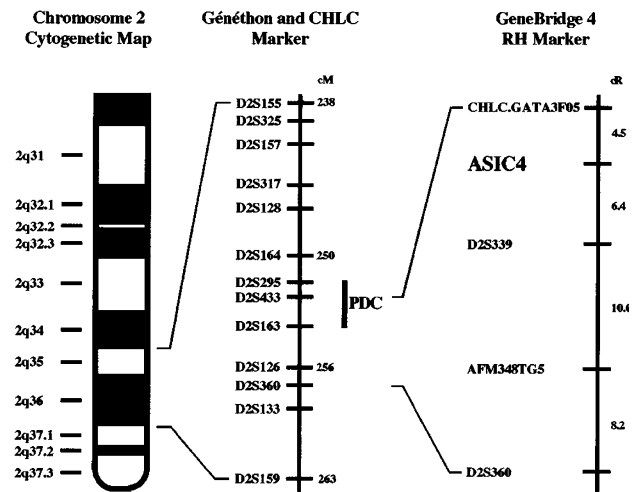 Chromosome 2
Cytogenetic Map
2q31
2q32.1
2q32.2
2q32.3
2q33
2q34
2q35
2q36
2q37.1
2q37.2
2q37.3
Généthon and CHLC
Marker
cM
D2S155 238
D2S325
D2S157
D2S317
D2S128
D2S164 250
D2S295
D2S433
D2S163
D2S126 256
D2S360
D2S133
D2S159 263
PDC
GeneBridge 4
RH Marker
cR
CHLC.GATA3F05
4.5
ASIC4
6.4
D2S339
10.6
AFM348TG5
8.2
D2S360